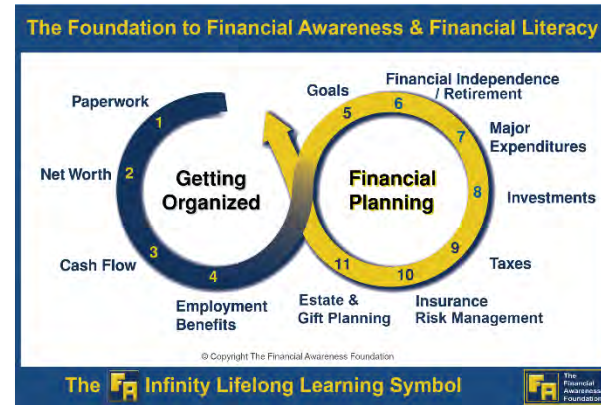 The Foundation to Financial Awareness & Financial Literacy
Paperwork
1
Net Worth
2
Cash Flow
3
4
Employment
Benefits
Getting
Organized
Goals
5
Financial Independence
/ Retirement
6
7
Major
Expenditures
8
Investments
9
Taxes
10
Insurance
Risk Management
11
Estate &
Gift Planning
Financial
Planning
© Copyright The Financial Awareness Foundation
The FA Infinity Lifelong Learning Symbol
FA
The
Financial
Awareness
Foundation